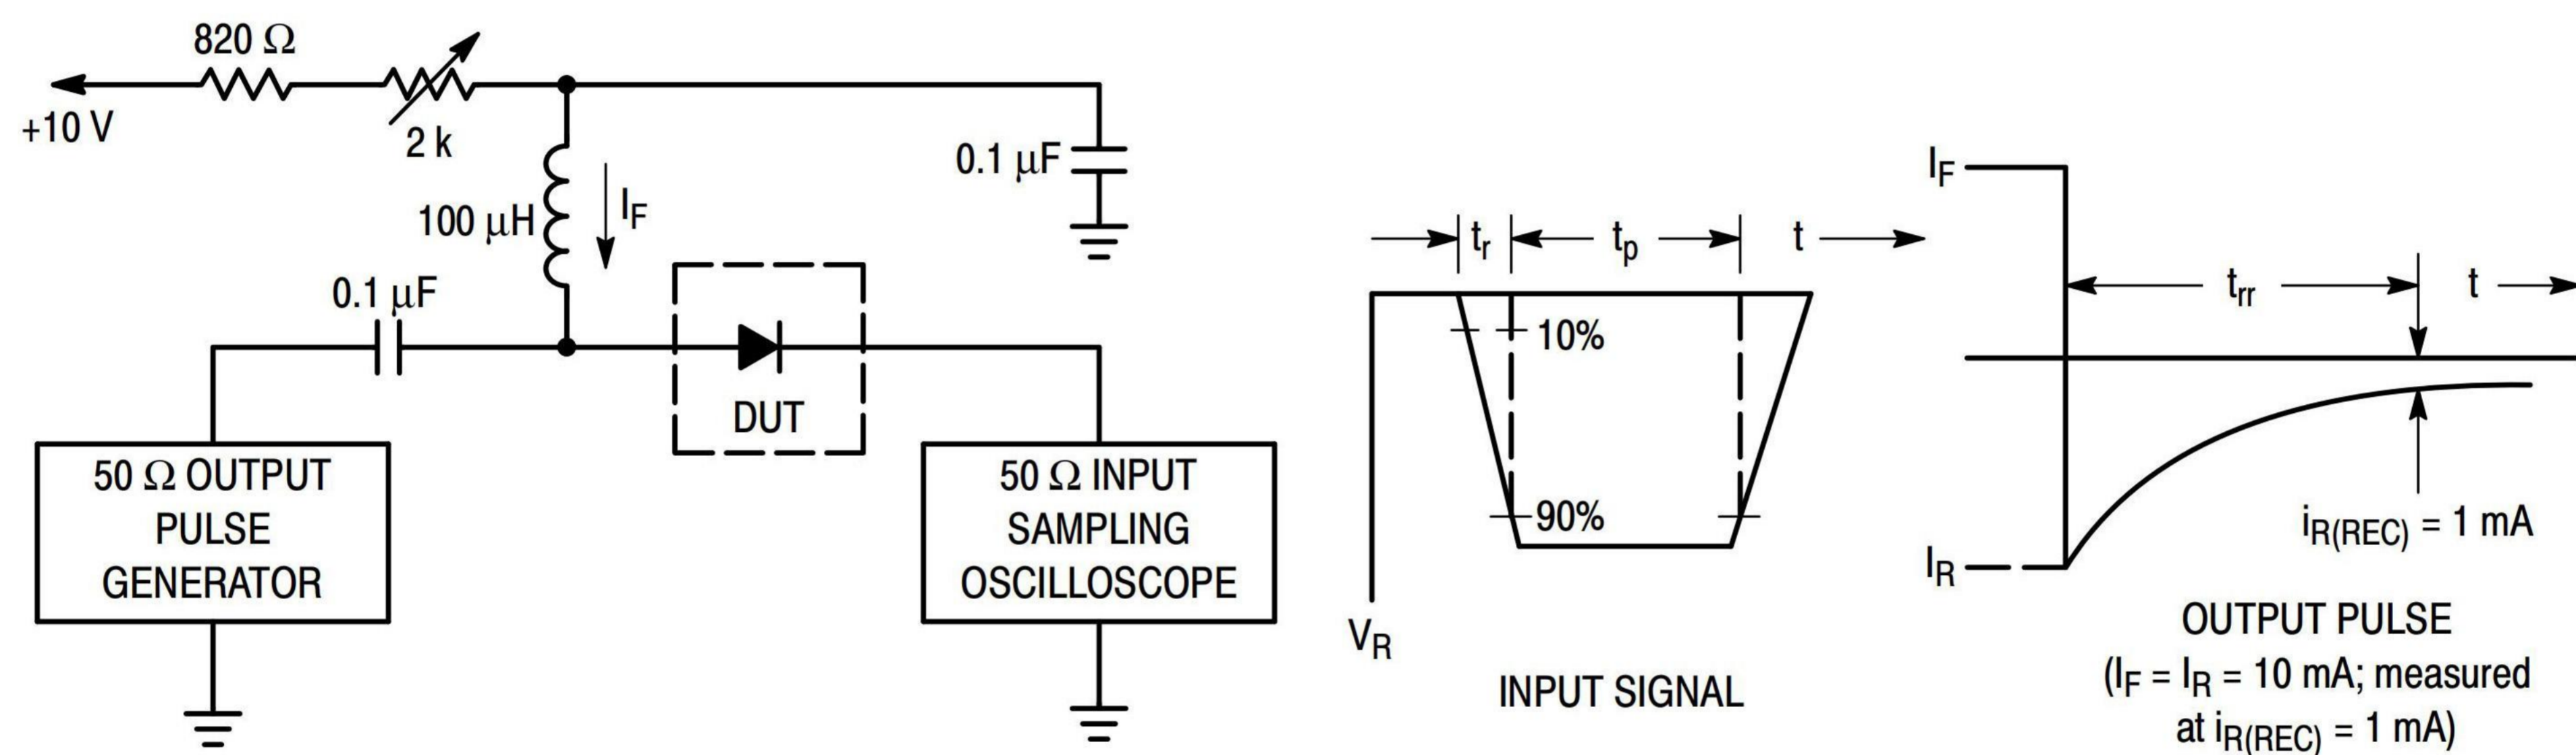 820 Ω
+10 V
2 k
100 µH
I_F
0.1 µF
0.1 µF
DUT
50 Ω OUTPUT
PULSE
GENERATOR
50 Ω INPUT
SAMPLING
OSCILLOSCOPE
t_r
t_p
t
10%
90%
V_R
INPUT SIGNAL
I_F
t_rr
t
i_R(REC) = 1 mA
I_R
OUTPUT PULSE
(I_F = I_R = 10 mA; measured
at i_R(REC) = 1 mA)